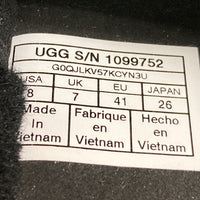 UGG S/N 1099752
G0QJLKV57KCYN3U
USA UK EU JAPAN
8 7 41 26
Made Fabrique Hecho
In en en
Vietnam Vietnam Vietnam